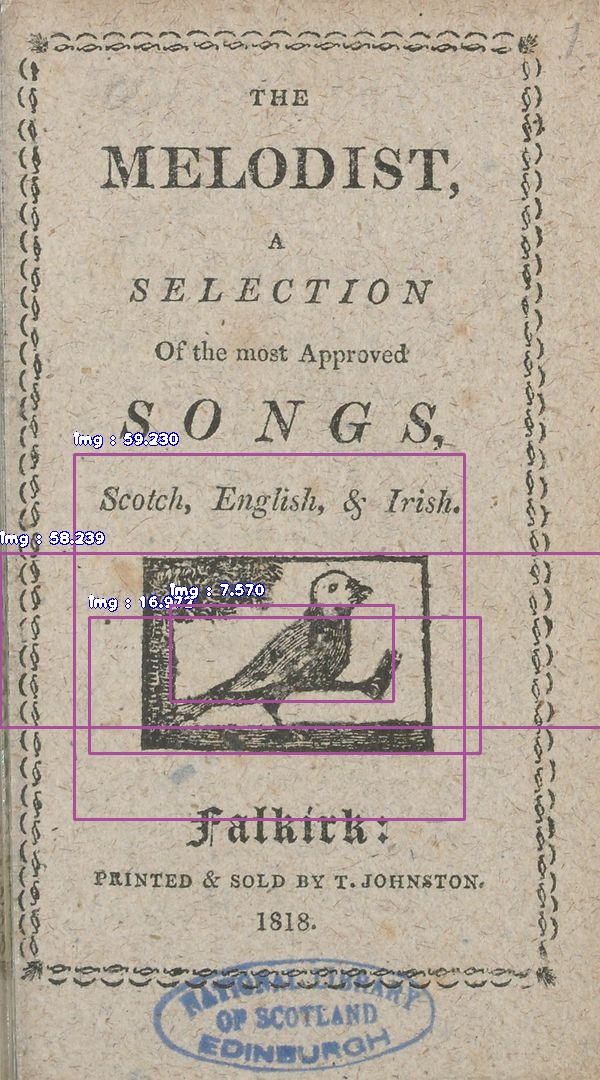 THE
MELODIST,
A
SELECTION
Of the most Approved
SONGS,
img : 59.230
Scotch, English, & Irish.
img : 58.239
img : 7.570
img : 16.972
Falkirk:
PRINTED & SOLD BY T. JOHNSTON.
1818.
NATIONAL LIBRARY
OF SCOTLAND
EDINBURGH